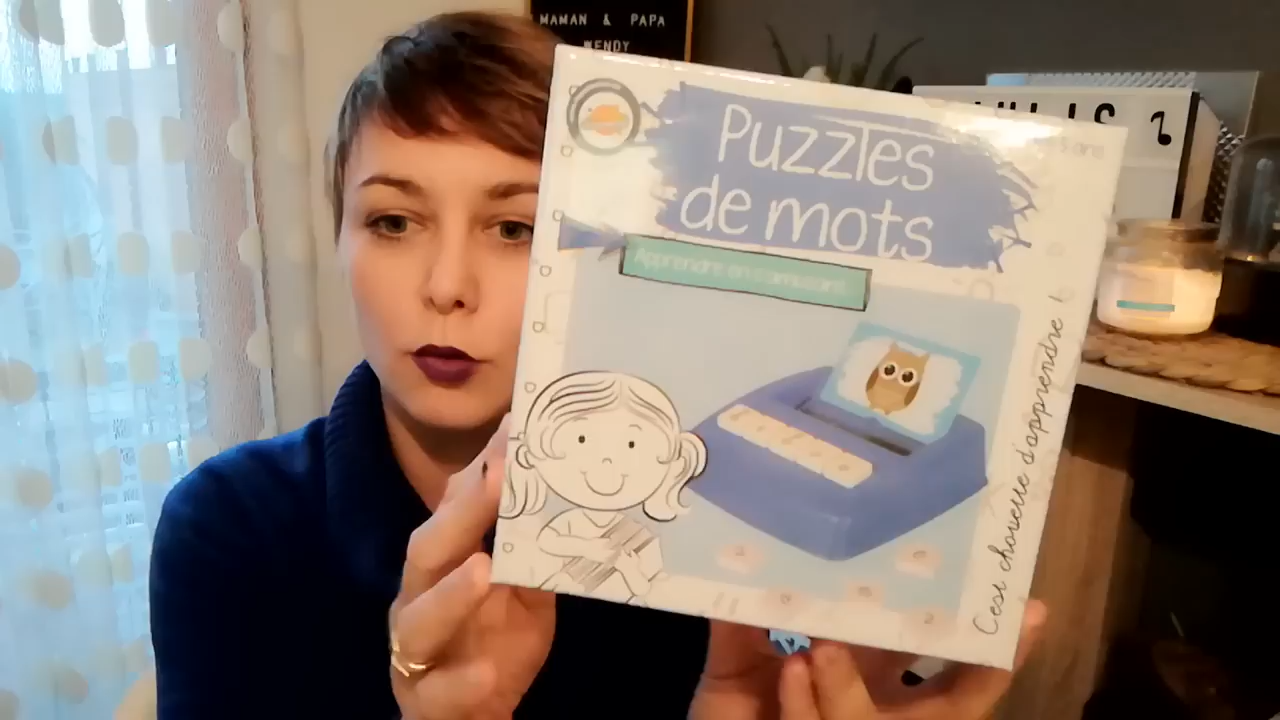 MAMAN & PAPA
WENDY
Puzzles
de mots
Apprendre en s'amusant
C'est chouette d'apprendre !